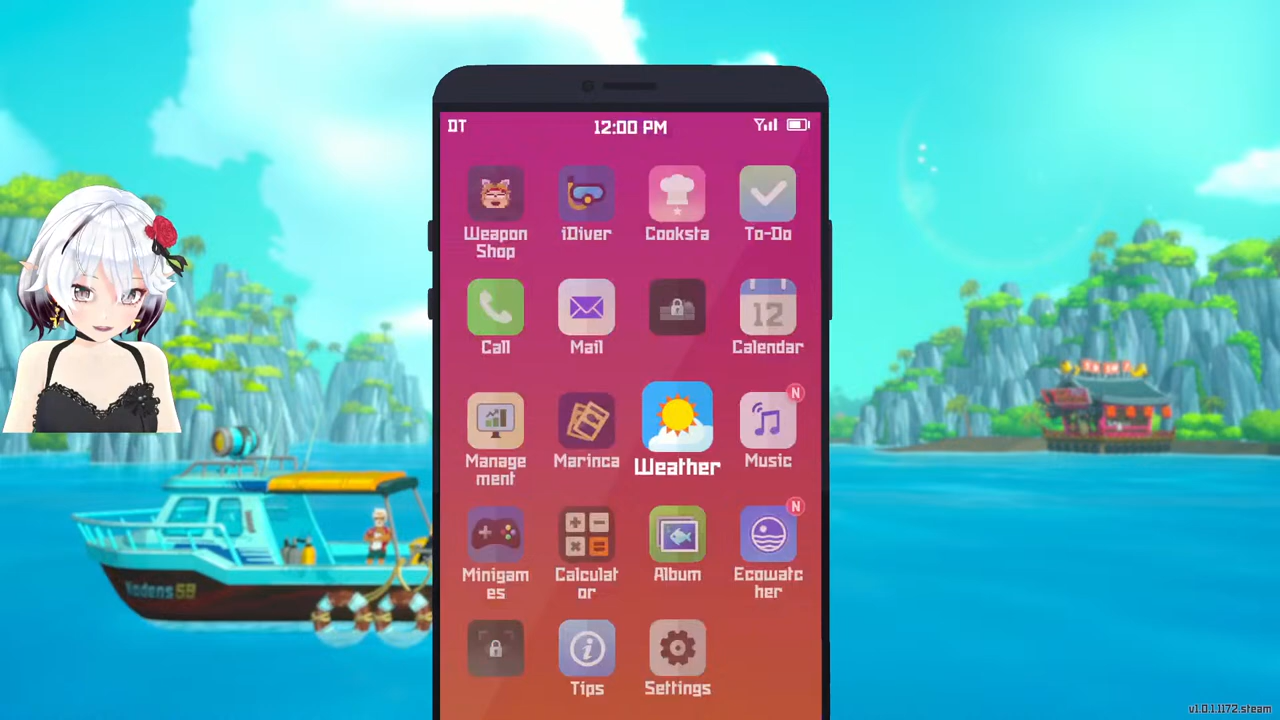 DT
12:00 PM
Weapon
Shop
iDiver
Cooksta
To-Do
Call
Mail
12
Calendar
Manage
ment
Marinca
Weather
N
Music
Minigam
es
Calculat
or
Album
N
Ecowatc
her
Tips
Settings
v1.0.1.1172.steam